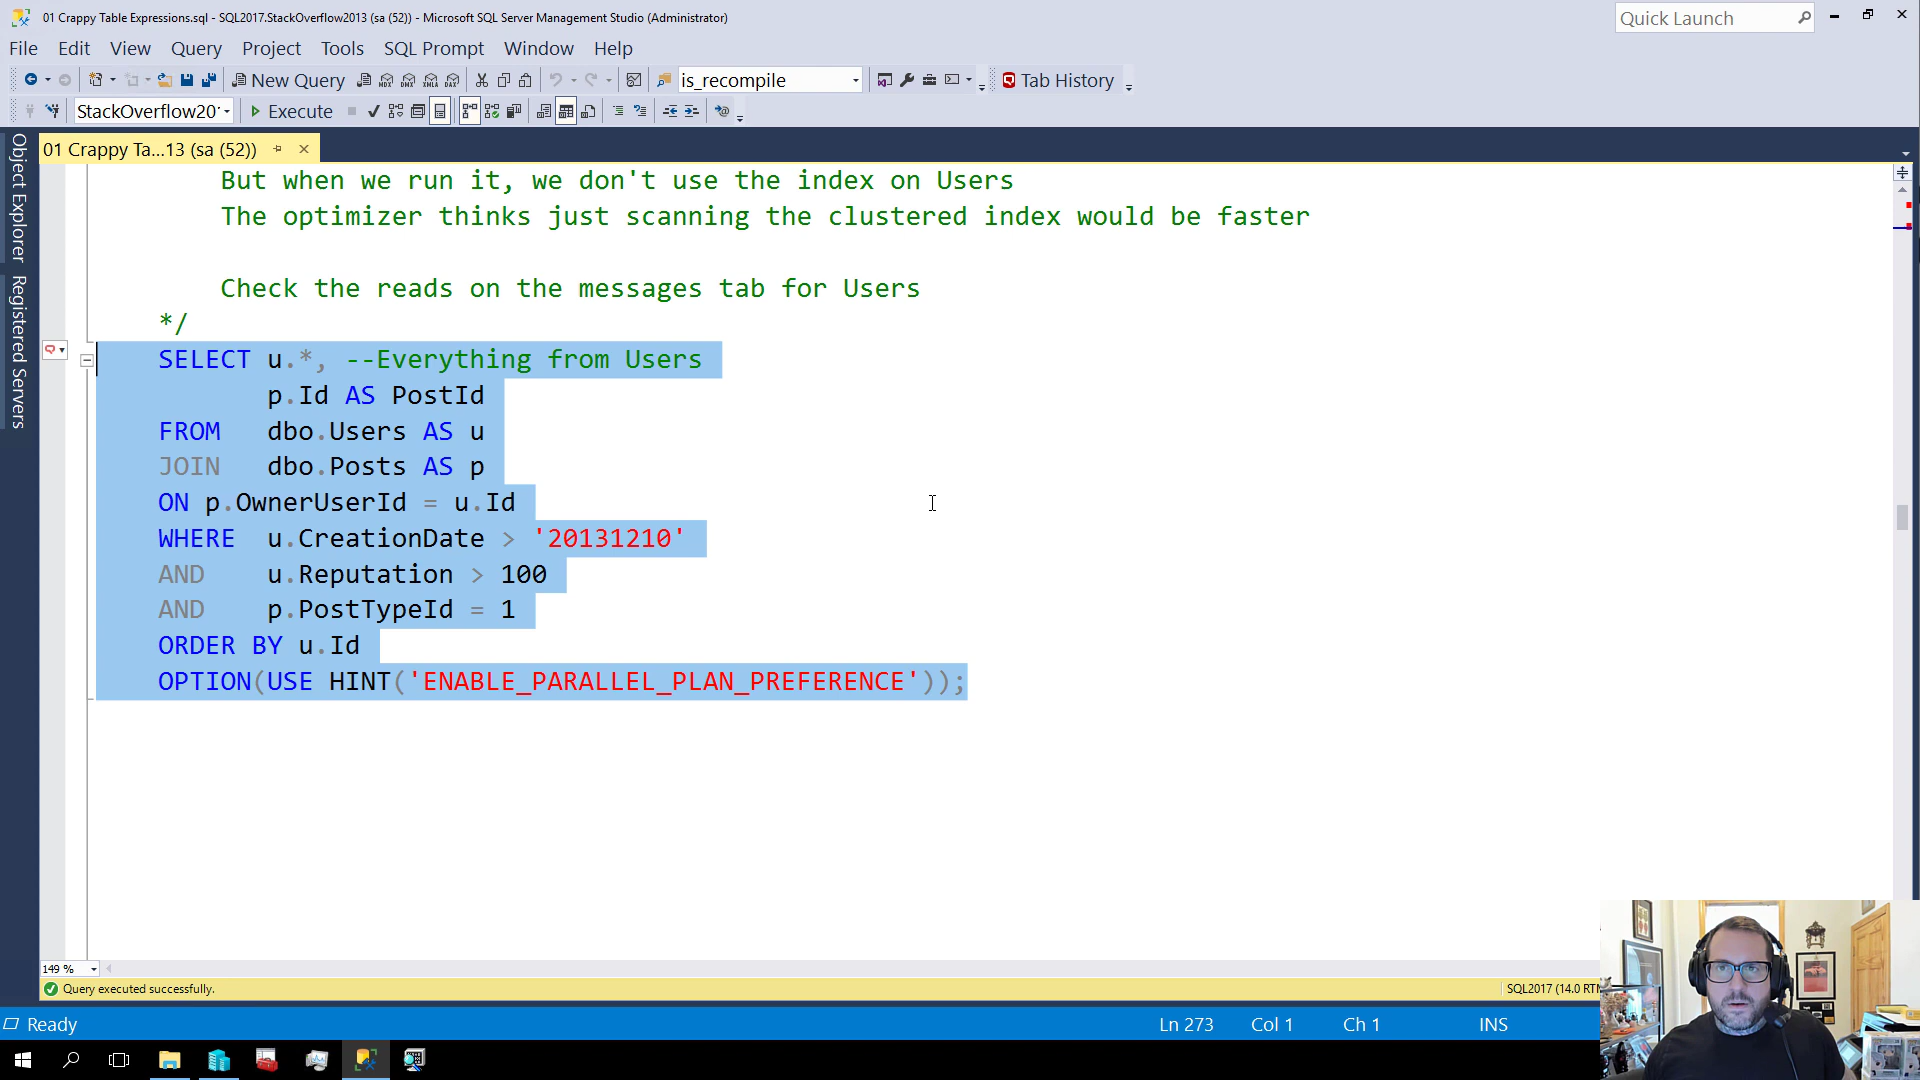 01 Crappy Table Expressions.sql - SQL2017.StackOverflow2013 (sa (52)) - Microsoft SQL Server Management Studio (Administrator)
Quick Launch
File Edit View Query Project Tools SQL Prompt Window Help
New Query
MDX DMX XMLA DAX
is_recompile
Tab History
StackOverflow20
Execute
01 Crappy Ta...13 (sa (52))
Object Explorer
Registered Servers
But when we run it, we don't use the index on Users
The optimizer thinks just scanning the clustered index would be faster
Check the reads on the messages tab for Users
*/
SELECT u.*, --Everything from Users
p.Id AS PostId
FROM dbo.Users AS u
JOIN dbo.Posts AS p
ON p.OwnerUserId = u.Id
WHERE u.CreationDate > '20131210'
AND u.Reputation > 100
AND p.PostTypeId = 1
ORDER BY u.Id
OPTION(USE HINT('ENABLE_PARALLEL_PLAN_PREFERENCE'));
149 %
Query executed successfully.
SQL2017 (14.0 RTM
Ready
Ln 273
Col 1
Ch 1
INS